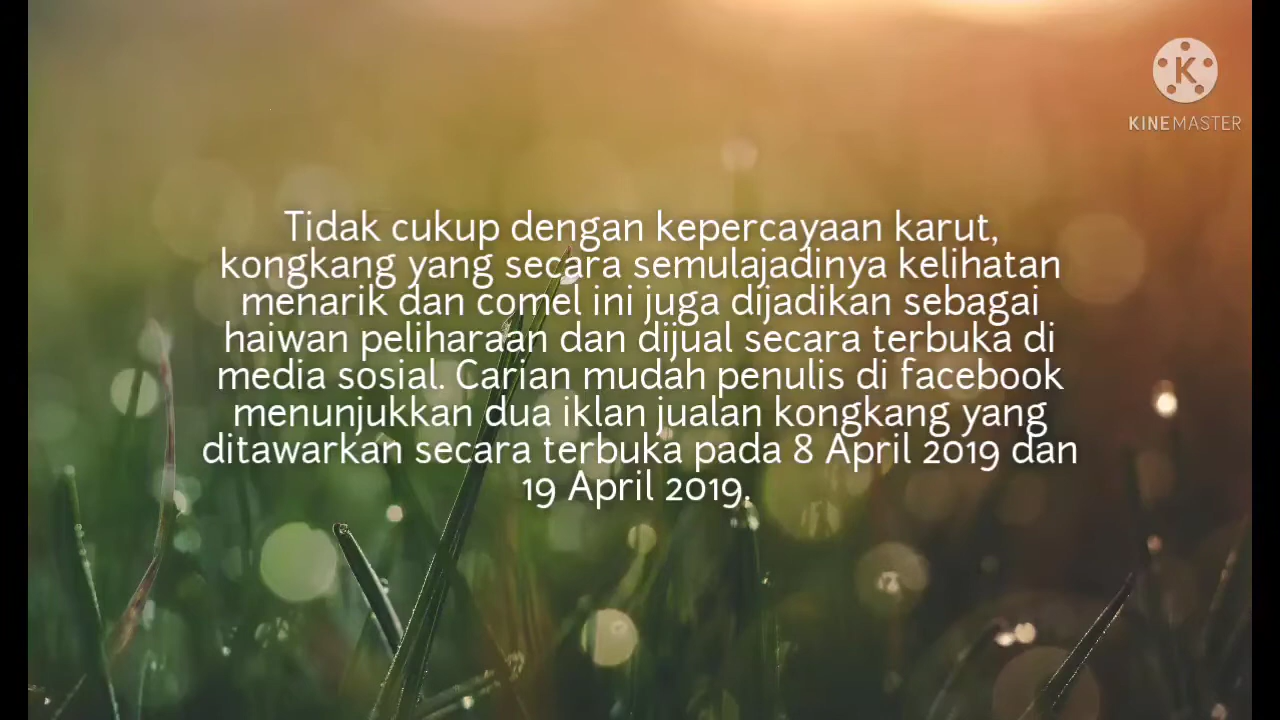 KINEMASTER
Tidak cukup dengan kepercayaan karut,
kongkang yang secara semulajadinya kelihatan
menarik dan comel ini juga dijadikan sebagai
haiwan peliharaan dan dijual secara terbuka di
media sosial. Carian mudah penulis di facebook
menunjukkan dua iklan jualan kongkang yang
ditawarkan secara terbuka pada 8 April 2019 dan
19 April 2019.